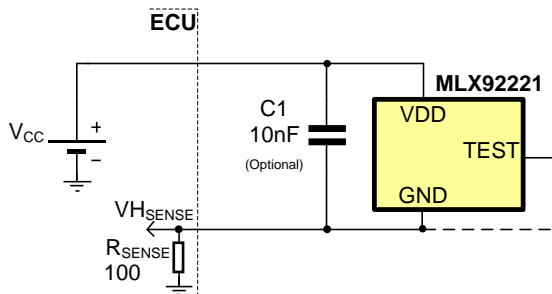 ECU
MLX92221
C1
10nF
(Optional)
VDD
TEST
GND
VCC
+
–
VHSENSE
RSENSE
100